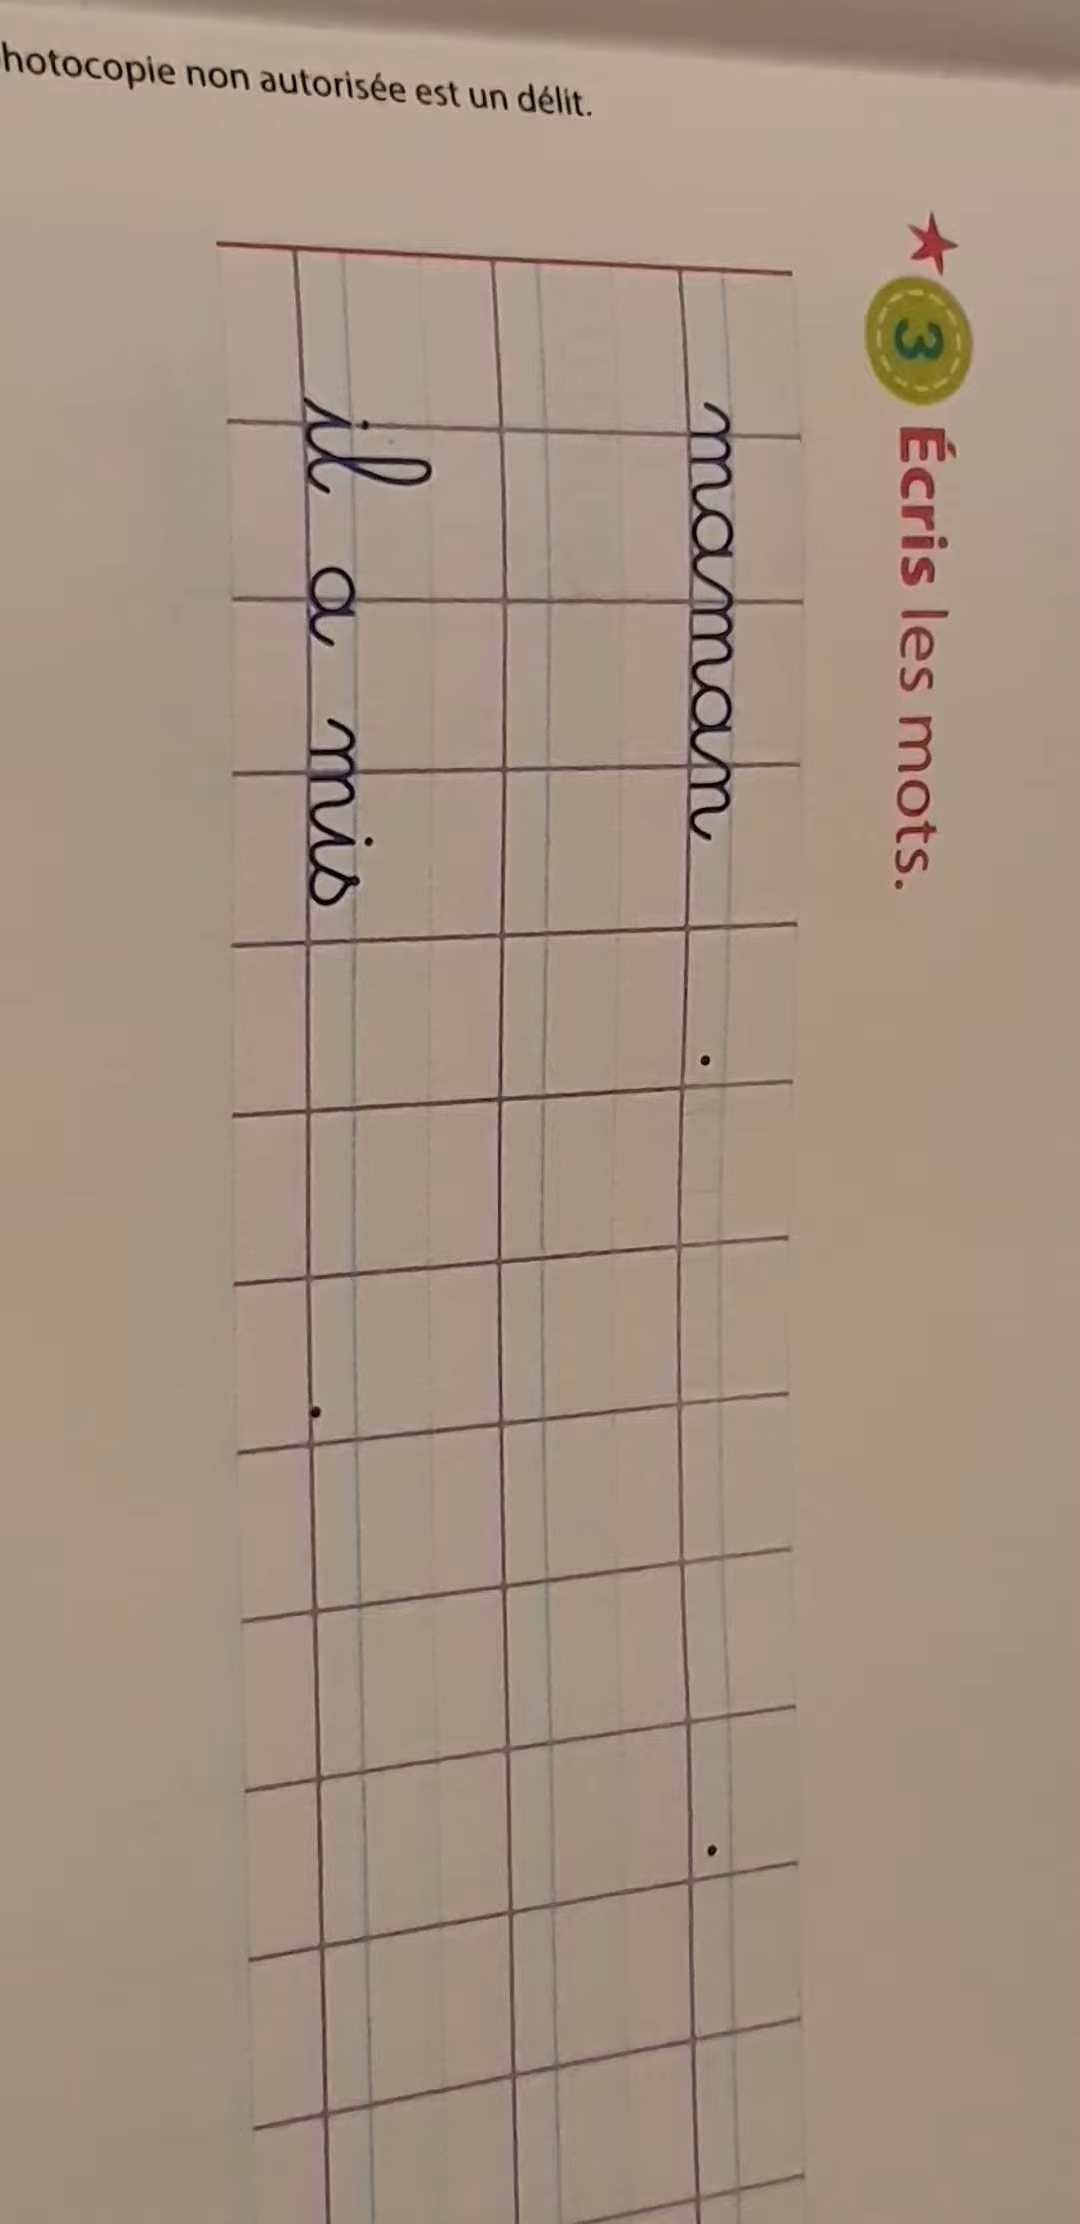 3 Écris les mots.
maman . .
il a mis .
hotocopie non autorisée est un délit.